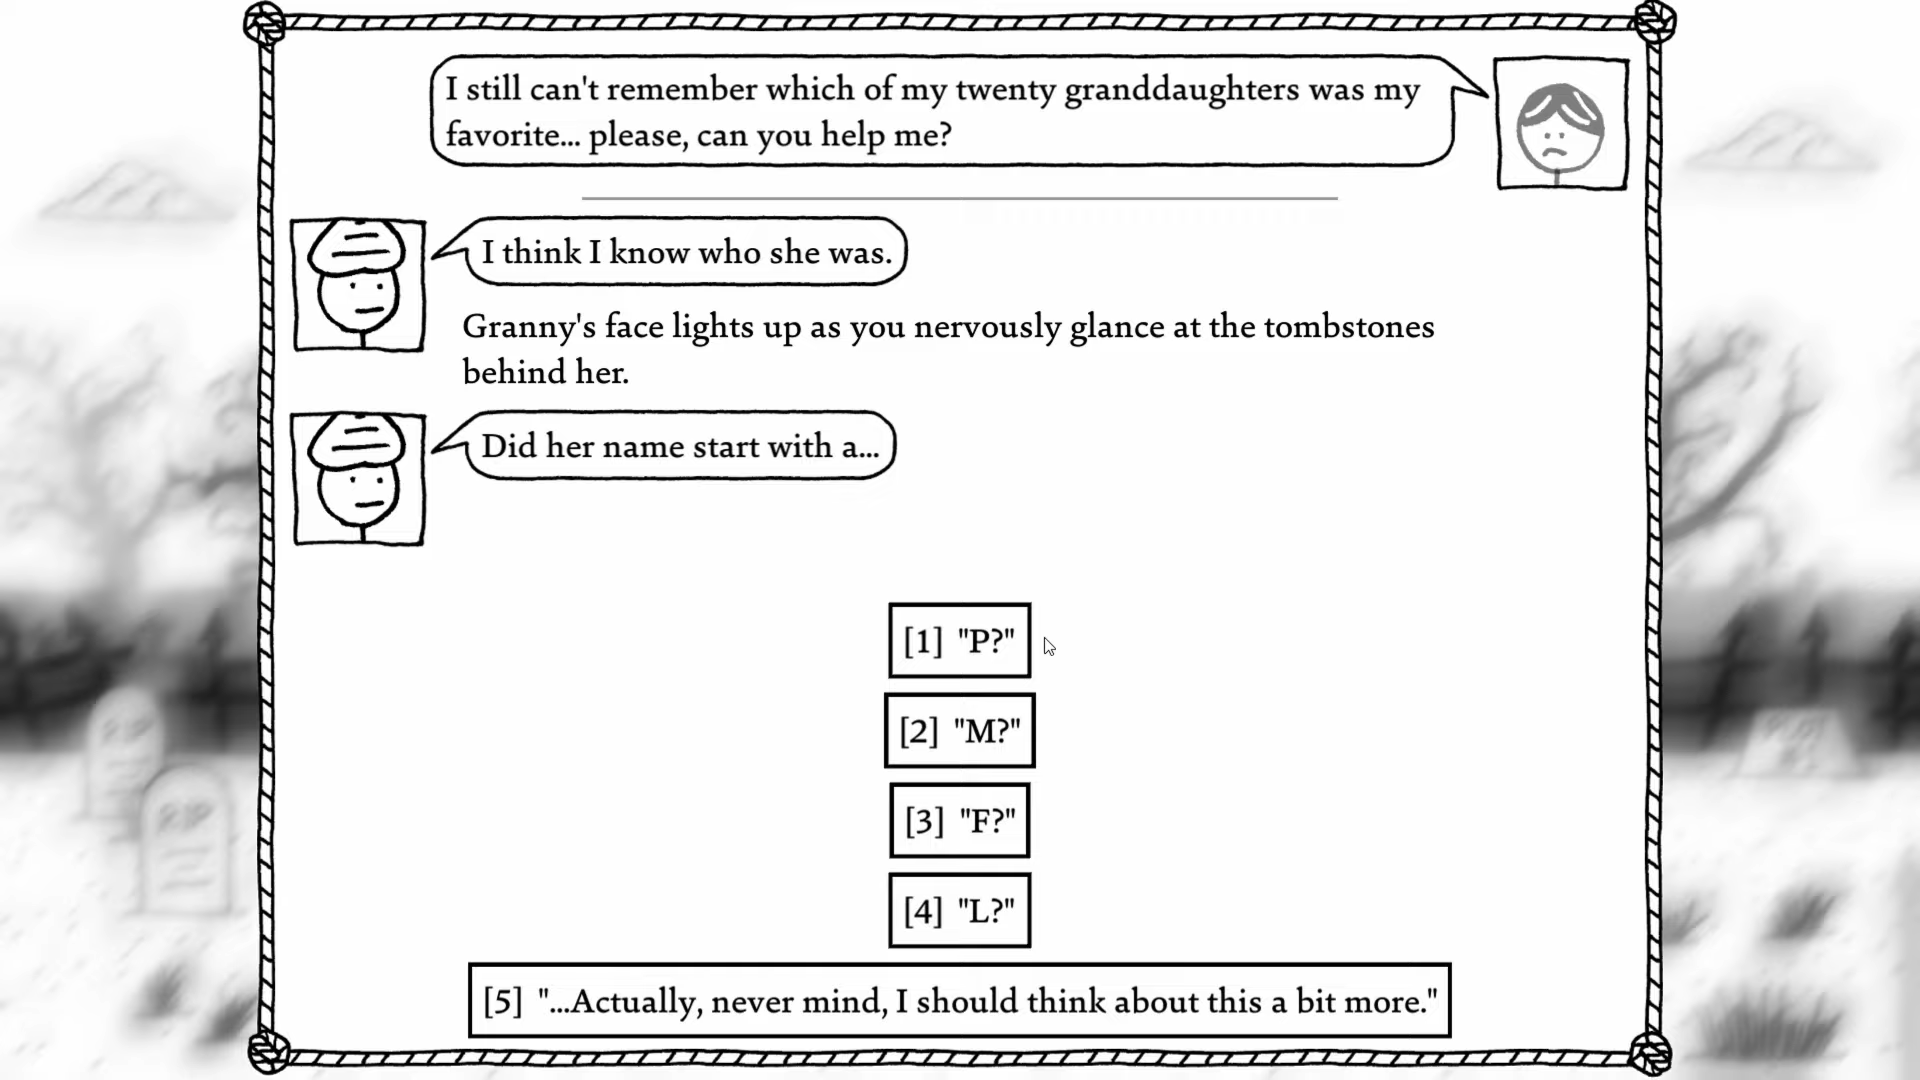 I still can't remember which of my twenty granddaughters was my
favorite... please, can you help me?
I think I know who she was.
Granny's face lights up as you nervously glance at the tombstones
behind her.
Did her name start with a...
[1] "P?"
[2] "M?"
[3] "F?"
[4] "L?"
[5] "...Actually, never mind, I should think about this a bit more."
RIP